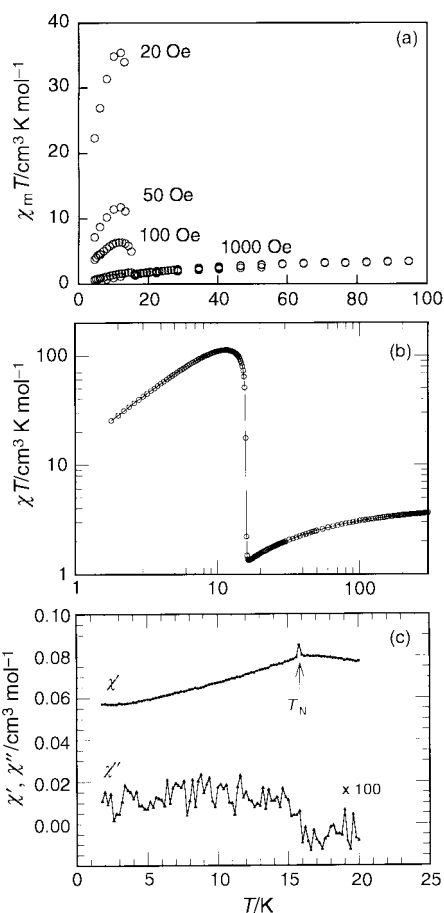 (a)
40
20 Oe
30
χmT/cm³ K mol⁻¹
20
50 Oe
10
100 Oe
1000 Oe
0
0 20 40 60 80 100
(b)
100
χT/cm³ K mol⁻¹
10
1
1 10 100
(c)
0.10
0.08
χ′
0.06
TN
χ′, χ″/cm³ mol⁻¹
0.04
χ″
x 100
0.02
0.00
0 5 10 15 20 25
T/K